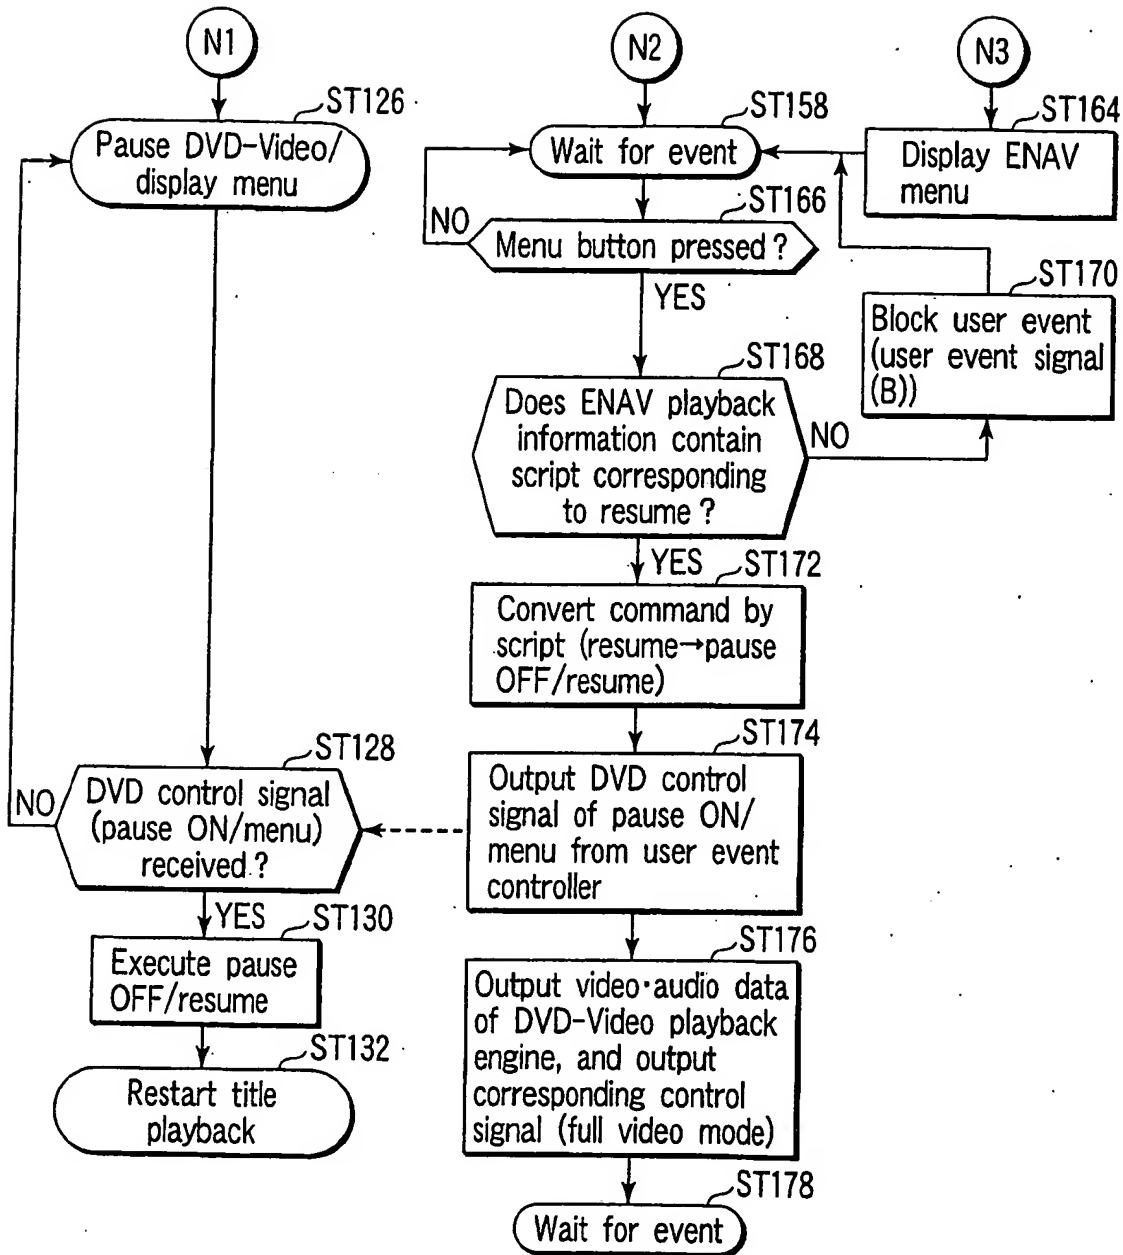 N1
ST126
Pause DVD-Video/
display menu
NO
ST128
DVD control signal
(pause ON/menu)
received?
YES
ST130
Execute pause
OFF/resume
ST132
Restart title
playback
N2
ST158
Wait for event
ST166
NO
Menu button pressed?
YES
ST168
Does ENAV playback
information contain
script corresponding
to resume?
NO
YES
ST172
Convert command by
script (resume→pause
OFF/resume)
ST174
Output DVD control
signal of pause ON/
menu from user event
controller
ST176
Output video·audio data
of DVD-Video playback
engine, and output
corresponding control
signal (full video mode)
ST178
Wait for event
N3
ST164
Display ENAV
menu
ST170
Block user event
(user event signal
(B))